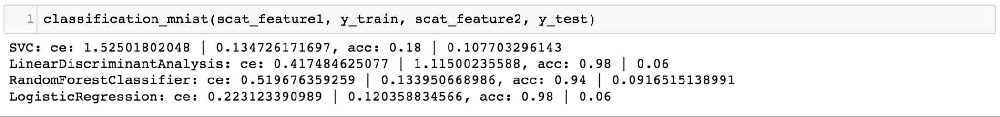 1 classification_mnist(scat_feature1, y_train, scat_feature2, y_test)
SVC: ce: 1.52501802048 | 0.134726171697, acc: 0.18 | 0.107703296143
LinearDiscriminantAnalysis: ce: 0.417484625077 | 1.11500235588, acc: 0.98 | 0.06
RandomForestClassifier: ce: 0.519676359259 | 0.133950668986, acc: 0.94 | 0.0916515138991
LogisticRegression: ce: 0.223123390989 | 0.120358834566, acc: 0.98 | 0.06